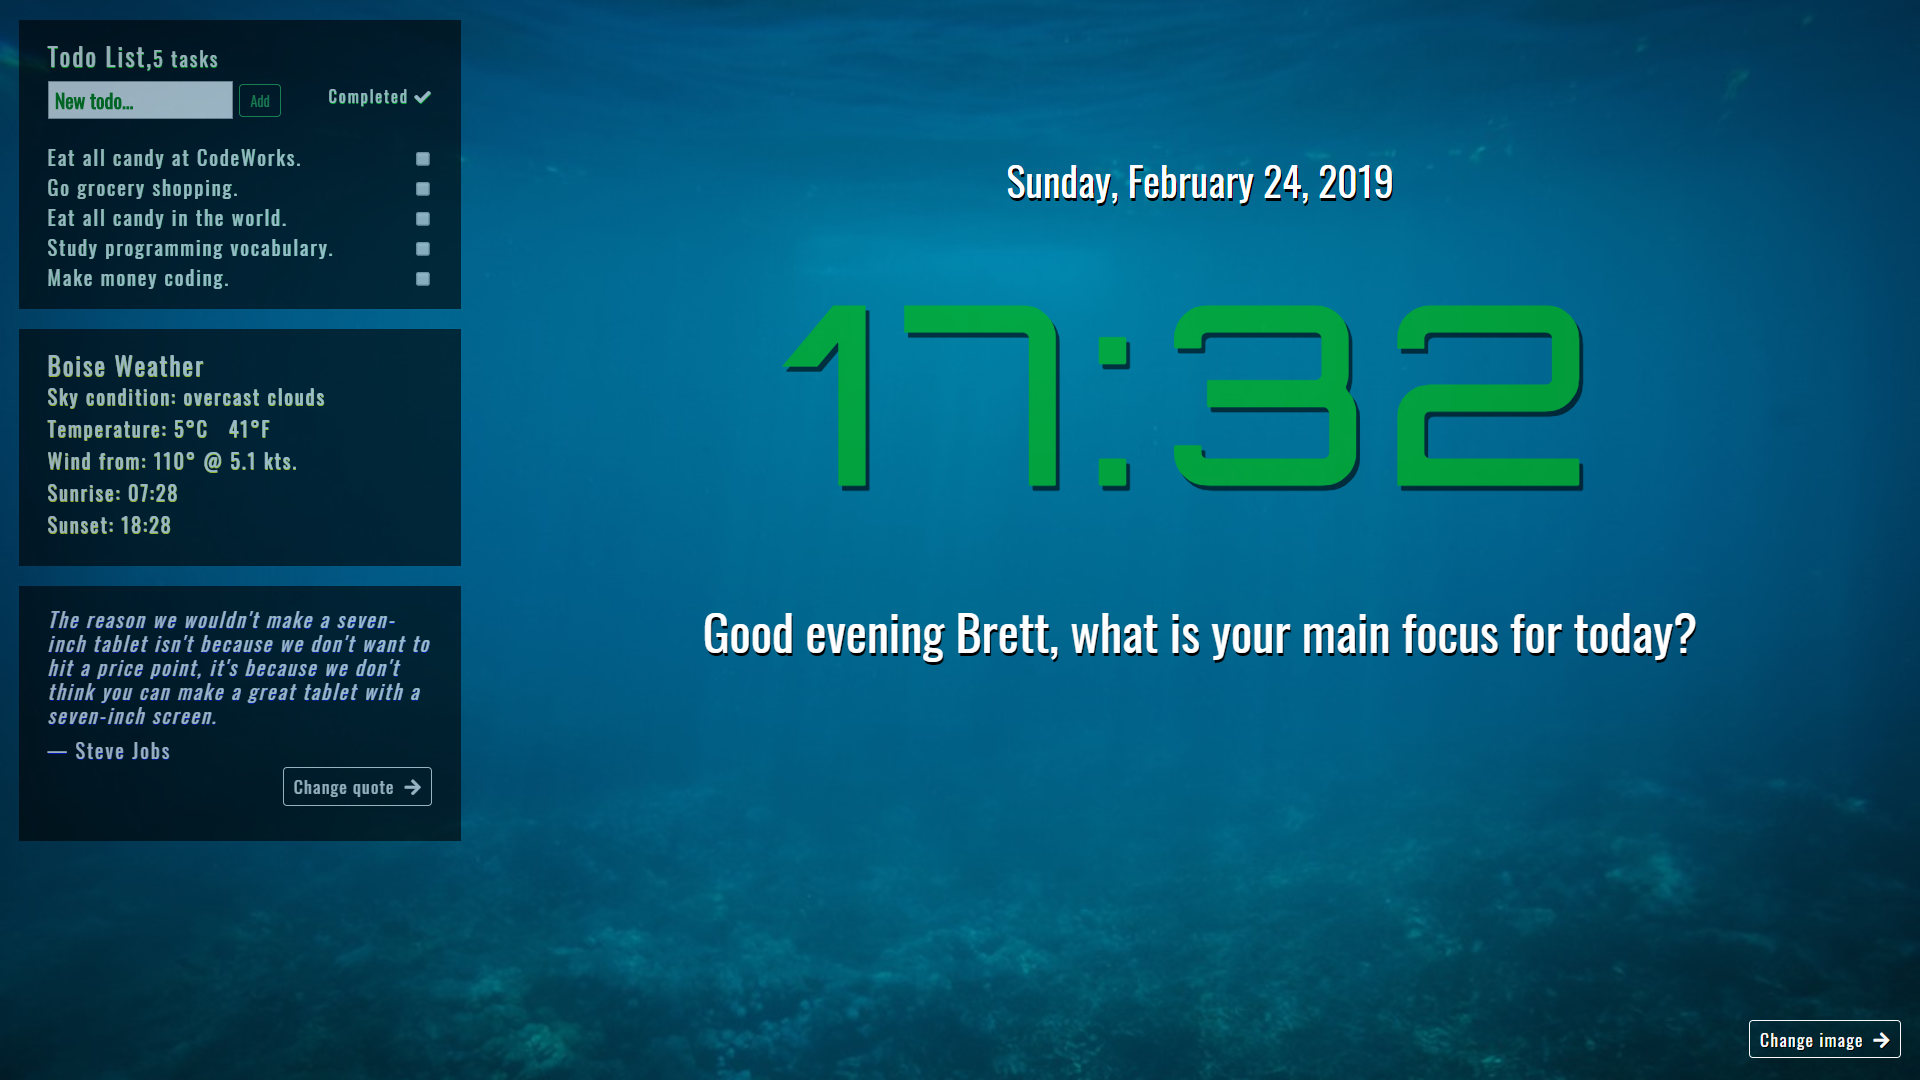 Todo List,5 tasks
New todo...
Add
Completed
Eat all candy at CodeWorks.
Go grocery shopping.
Eat all candy in the world.
Study programming vocabulary.
Make money coding.
Boise Weather
Sky condition: overcast clouds
Temperature: 5°C 41°F
Wind from: 110° @ 5.1 kts.
Sunrise: 07:28
Sunset: 18:28
The reason we wouldn't make a seven-
inch tablet isn't because we don't want to
hit a price point, it's because we don't
think you can make a great tablet with a
seven-inch screen.
— Steve Jobs
Change quote
Sunday, February 24, 2019
17:32
Good evening Brett, what is your main focus for today?
Change image